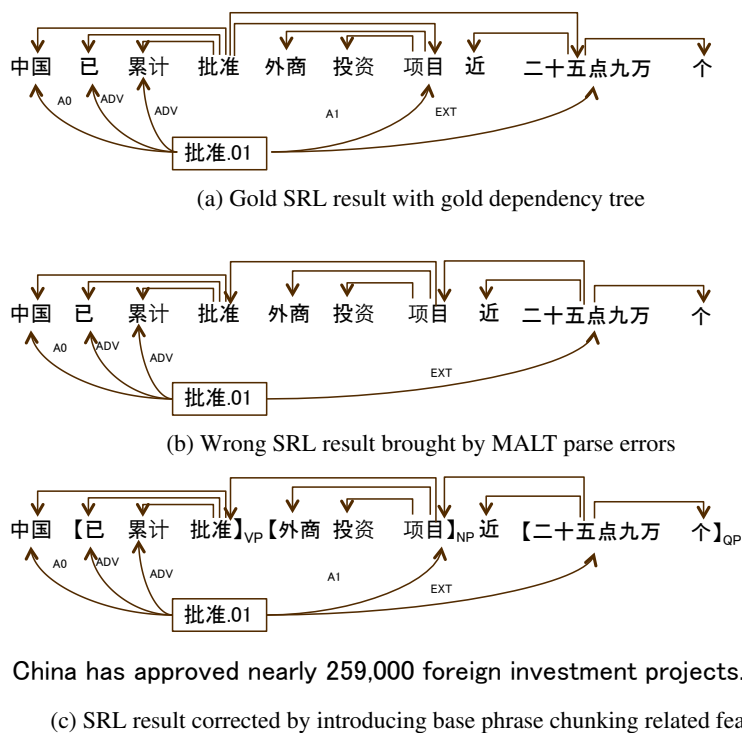 中国 已 累计 批准 外商 投资 项目 近 二十五点九万 个
A0 ADV ADV A1 EXT
批准.01
(a) Gold SRL result with gold dependency tree
中国 已 累计 批准 外商 投资 项目 近 二十五点九万 个
A0 ADV ADV EXT
批准.01
(b) Wrong SRL result brought by MALT parse errors
中国 【已 累计 批准】VP【外商 投资 项目】NP 近 【二十五点九万 个】QP
A0 ADV ADV A1 EXT
批准.01
China has approved nearly 259,000 foreign investment projects.
(c) SRL result corrected by introducing base phrase chunking related fea